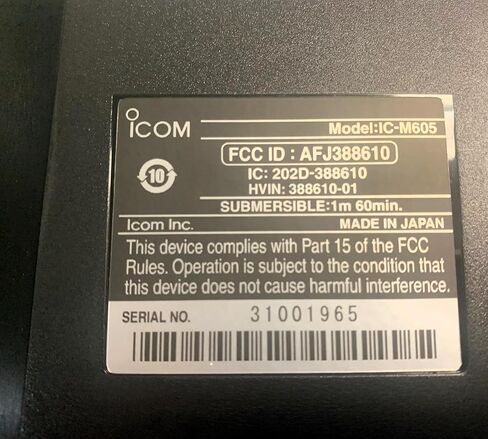 ICOM
Model:IC-M605
FCC ID : AFJ388610
10
IC: 202D-388610
HVIN: 388610-01
SUBMERSIBLE:1m 60min.
Icom Inc. MADE IN JAPAN
This device complies with Part 15 of the FCC
Rules. Operation is subject to the condition that
this device does not cause harmful interference.
SERIAL NO. 31001965